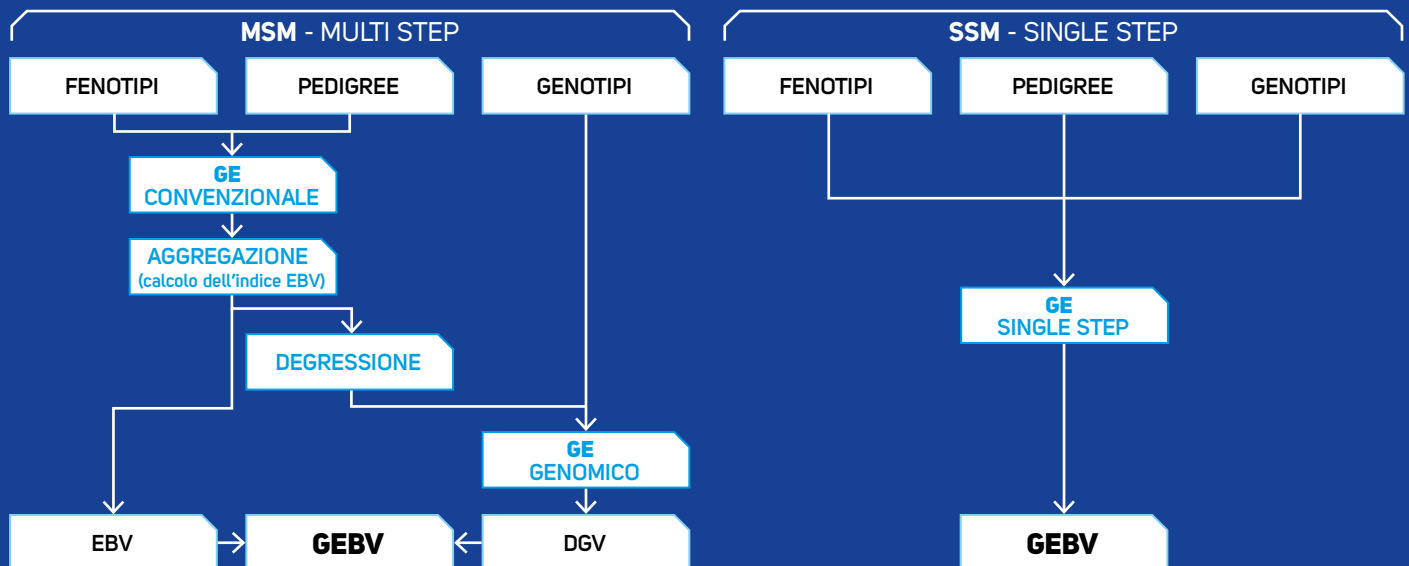 MSM - MULTI STEP
FENOTIPI
PEDIGREE
GENOTIPI
GE
CONVENZIONALE
AGGREGAZIONE
(calcolo dell'indice EBV)
DEGRESSIONE
GE
GENOMICO
EBV
GEBV
DGV
SSM - SINGLE STEP
FENOTIPI
PEDIGREE
GENOTIPI
GE
SINGLE STEP
GEBV